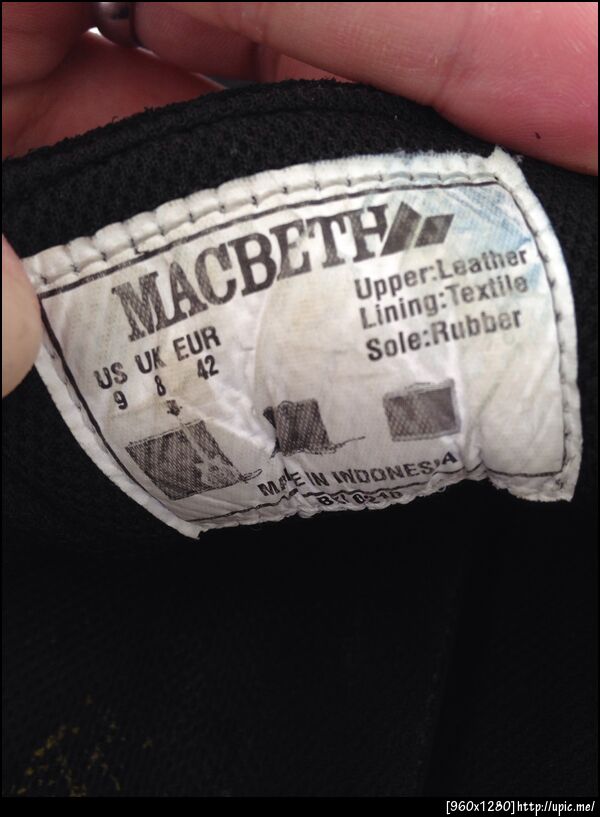 MACBETH
Upper:Leather
Lining:Textile
Sole:Rubber
US UK EUR
9 8 42
MADE IN INDONESIA
[960x1280]http://upic.me/